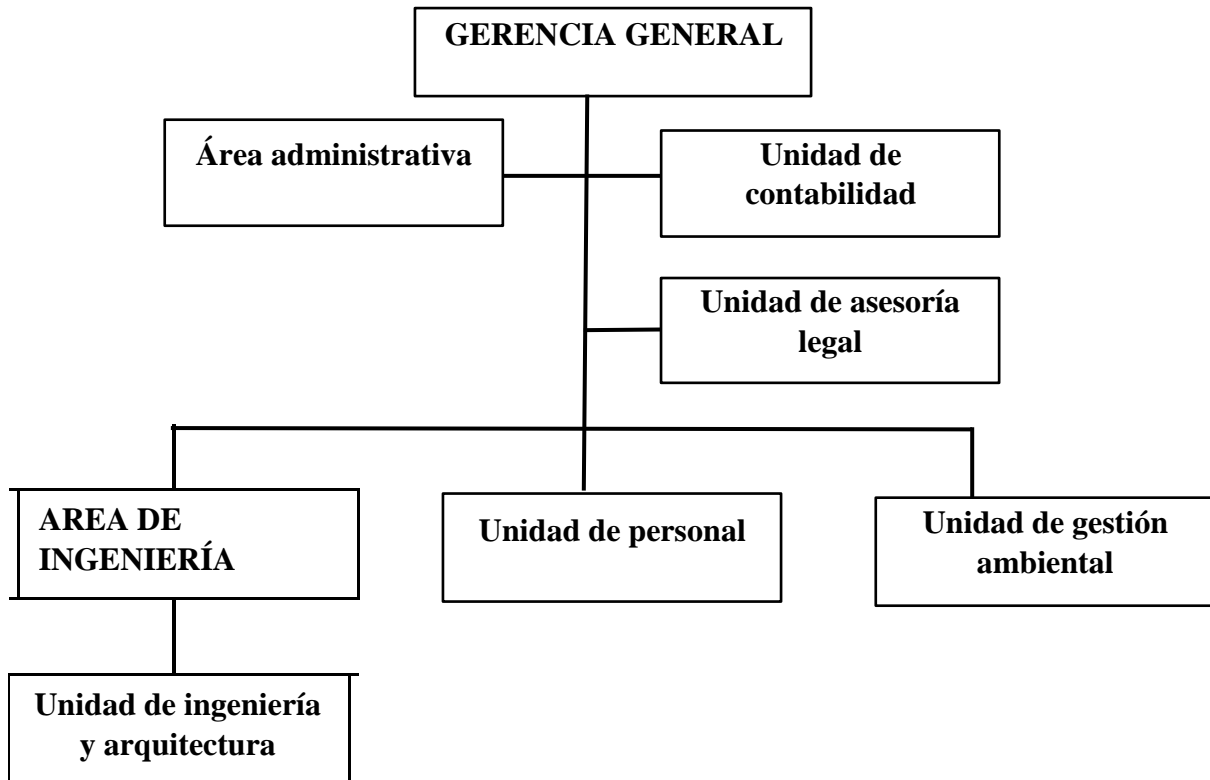 GERENCIA GENERAL
Área administrativa
Unidad de
contabilidad
Unidad de asesoría
legal
AREA DE
INGENIERÍA
Unidad de personal
Unidad de gestión
ambiental
Unidad de ingeniería
y arquitectura